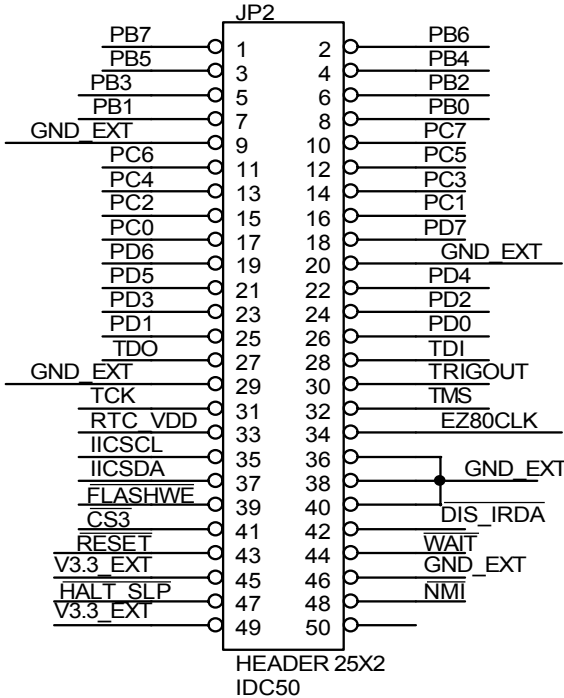 JP2
PB7 1 2 PB6
PB5 3 4 PB4
PB3 5 6 PB2
PB1 7 8 PB0
GND_EXT 9 10 PC7
PC6 11 12 PC5
PC4 13 14 PC3
PC2 15 16 PC1
PC0 17 18 PD7
PD6 19 20 GND_EXT
PD5 21 22 PD4
PD3 23 24 PD2
PD1 25 26 PD0
TDO 27 28 TDI
GND_EXT 29 30 TRIGOUT
TCK 31 32 TMS
RTC_VDD 33 34 EZ80CLK
IICSCL 35 36
IICSDA 37 38 GND_EXT
FLASHWE 39 40
CS3 41 42 DIS_IRDA
RESET 43 44 WAIT
V3.3_EXT 45 46 GND_EXT
HALT_SLP 47 48 NMI
V3.3_EXT 49 50
HEADER 25X2
IDC50